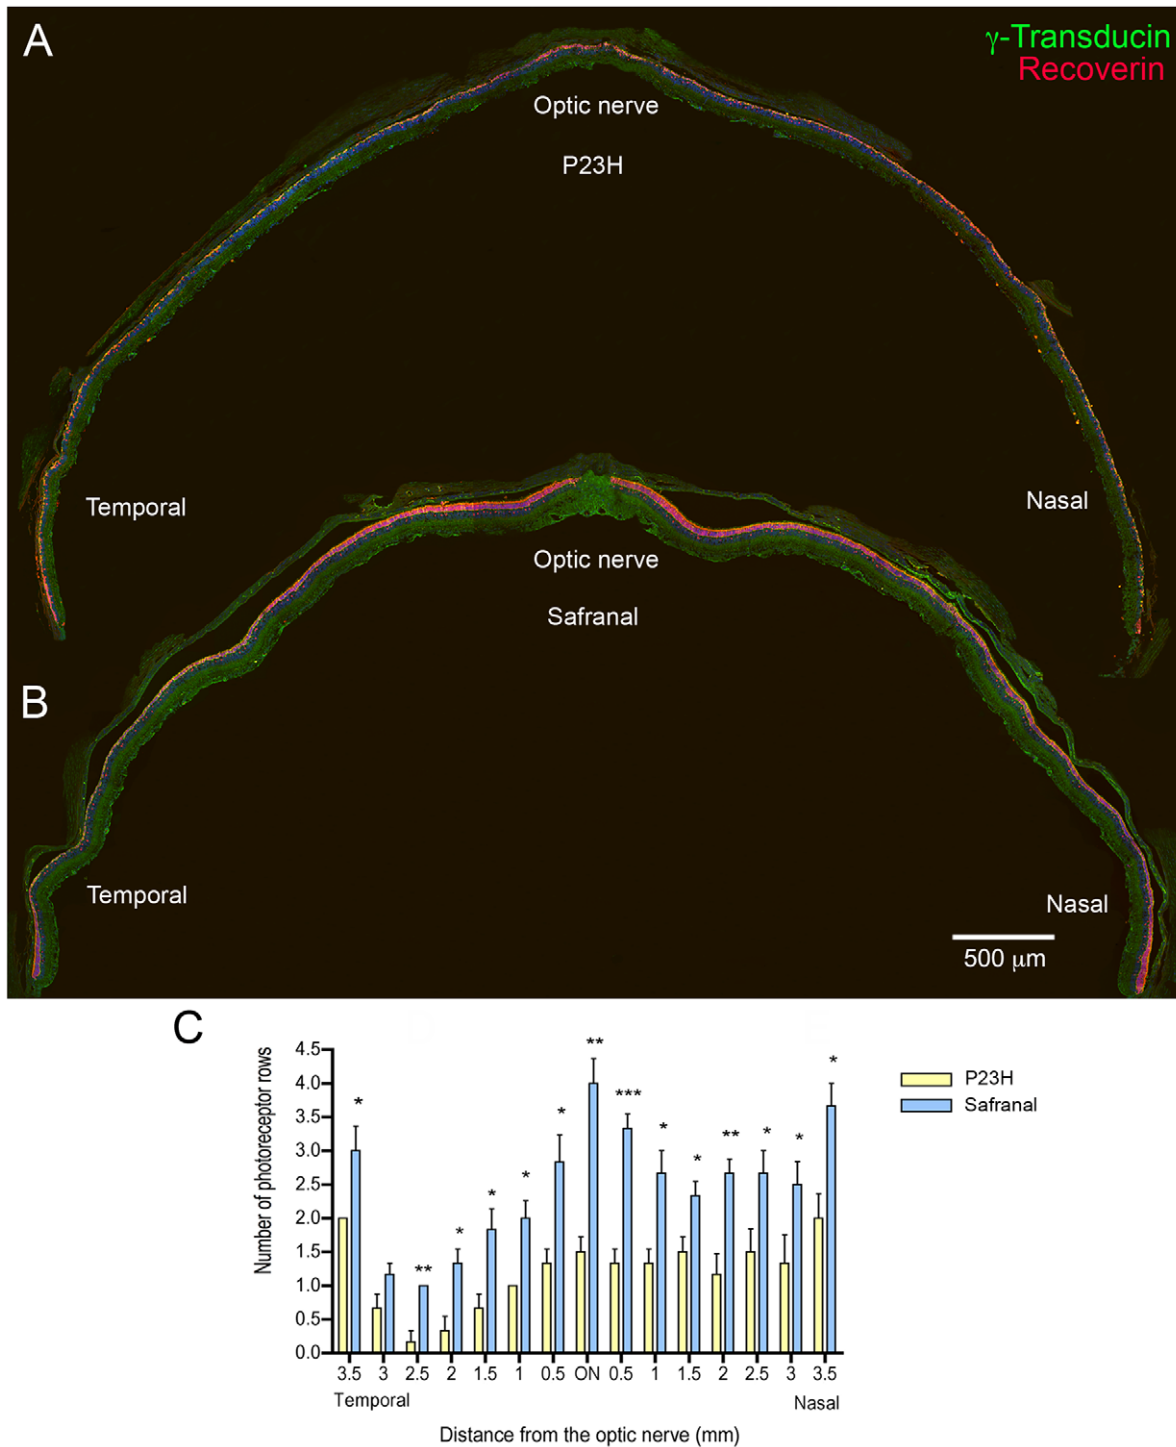 A
γ-Transducin
Recoverin
Optic nerve
P23H
Temporal
Nasal
Optic nerve
Safranal
B
Temporal
Nasal
500 μm
C
Number of photoreceptor rows
4.5
4.0
3.5
3.0
2.5
2.0
1.5
1.0
0.5
0.0
* ** * * * * ** *** * * ** * * *
P23H
Safranal
3.5 3 2.5 2 1.5 1 0.5 ON 0.5 1 1.5 2 2.5 3 3.5
Temporal Nasal
Distance from the optic nerve (mm)